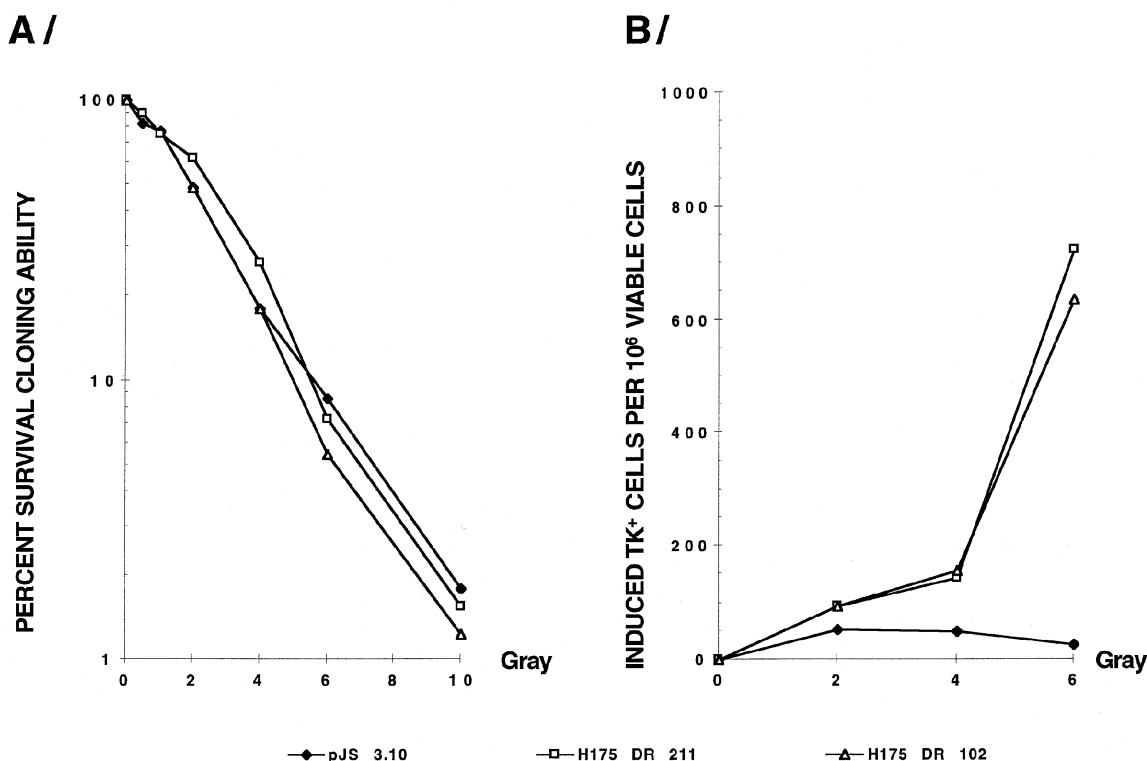 A/
B/
PERCENT SURVIVAL CLONING ABILITY
100
10
1
0 2 4 6 8 10
Gray
INDUCED TK+ CELLS PER 10⁶ VIABLE CELLS
1000
800
600
400
200
0
0 2 4 6
Gray
pJS 3.10
H175 DR 211
H175 DR 102